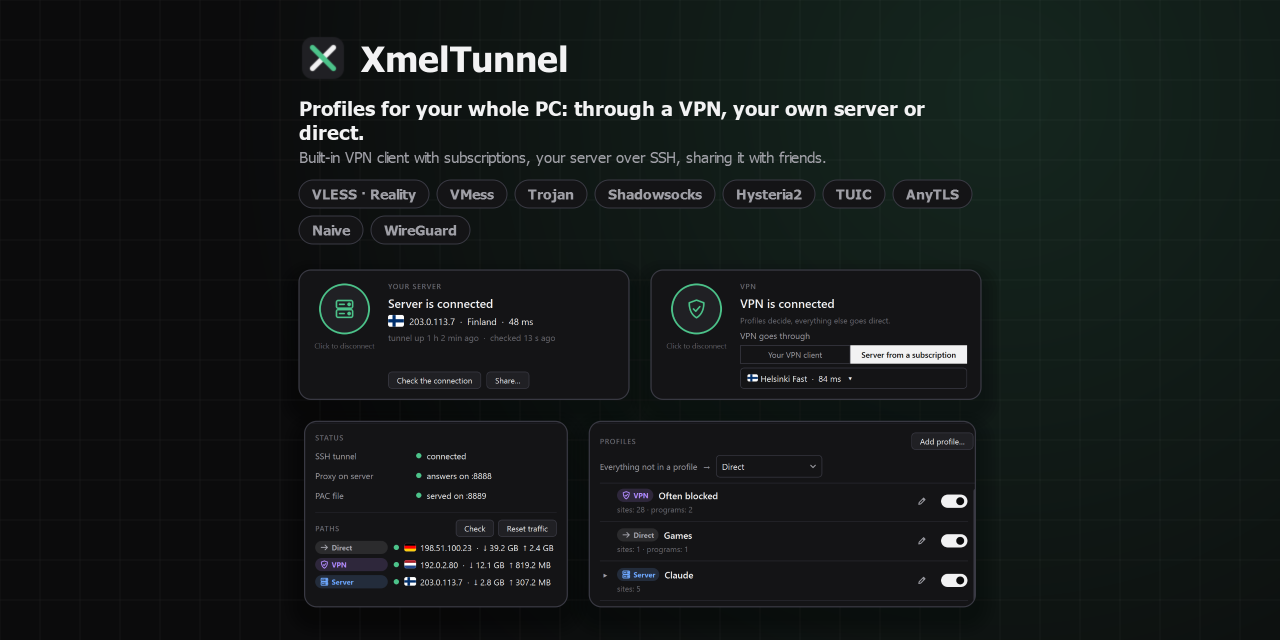 XmelTunnel
Profiles for your whole PC: through a VPN, your own server or
direct.
Built-in VPN client with subscriptions, your server over SSH, sharing it with friends.
VLESS · Reality
VMess
Trojan
Shadowsocks
Hysteria2
TUIC
AnyTLS
Naive
WireGuard
YOUR SERVER
Server is connected
203.0.113.7 · Finland · 48 ms
tunnel up 1 h 2 min ago · checked 13 s ago
Click to disconnect
Check the connection
Share...
VPN
VPN is connected
Profiles decide, everything else goes direct.
VPN goes through
Click to disconnect
Your VPN client
Server from a subscription
Helsinki Fast · 84 ms ▾
STATUS
SSH tunnel
connected
Proxy on server
answers on :8888
PAC file
served on :8889
PATHS
Check
Reset traffic
→ Direct
198.51.100.23 · ↓ 39.2 GB ↑ 2.4 GB
VPN
192.0.2.80 · ↓ 12.1 GB ↑ 819.2 MB
Server
203.0.113.7 · ↓ 2.8 GB ↑ 307.2 MB
PROFILES
Add profile...
Everything not in a profile →
Direct
VPN
Often blocked
sites: 28 · programs: 2
→ Direct
Games
sites: 1 · programs: 1
▸
Server
Claude
sites: 5